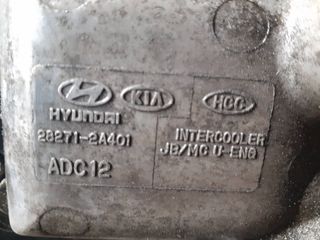 KIA HCC
HYUNDAI
28271-2A401 INTERCOOLER
JB/MC U-ENG
ADC12